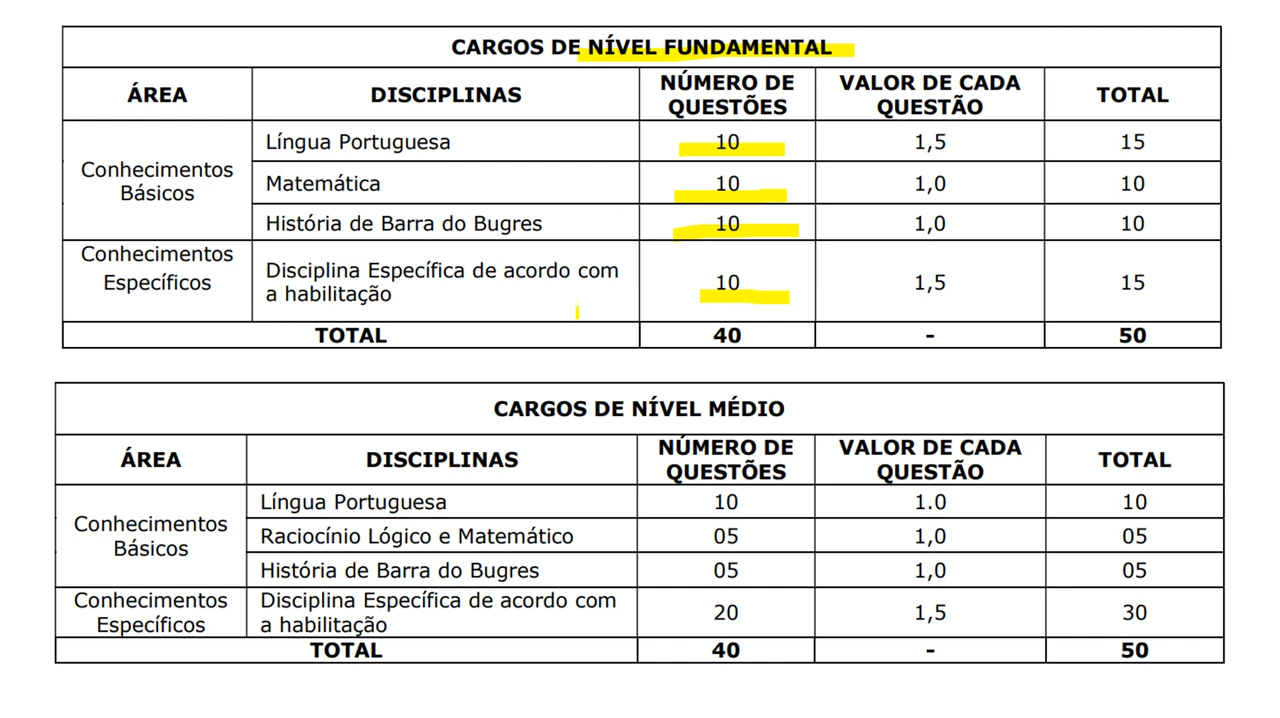 CARGOS DE NÍVEL FUNDAMENTAL
ÁREA DISCIPLINAS NÚMERO DE QUESTÕES VALOR DE CADA QUESTÃO TOTAL
Conhecimentos Básicos
Língua Portuguesa 10 1,5 15
Matemática 10 1,0 10
História de Barra do Bugres 10 1,0 10
Conhecimentos Específicos
Disciplina Específica de acordo com a habilitação 10 1,5 15
TOTAL 40 - 50
CARGOS DE NÍVEL MÉDIO
ÁREA DISCIPLINAS NÚMERO DE QUESTÕES VALOR DE CADA QUESTÃO TOTAL
Conhecimentos Básicos
Língua Portuguesa 10 1.0 10
Raciocínio Lógico e Matemático 05 1,0 05
História de Barra do Bugres 05 1,0 05
Conhecimentos Específicos
Disciplina Específica de acordo com a habilitação 20 1,5 30
TOTAL 40 - 50